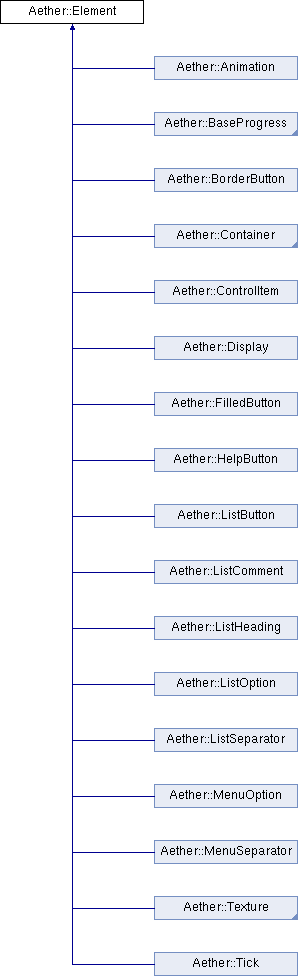 Aether::Element
Aether::Animation
Aether::BaseProgress
Aether::BorderButton
Aether::Container
Aether::ControlItem
Aether::Display
Aether::FilledButton
Aether::HelpButton
Aether::ListButton
Aether::ListComment
Aether::ListHeading
Aether::ListOption
Aether::ListSeparator
Aether::MenuOption
Aether::MenuSeparator
Aether::Texture
Aether::Tick